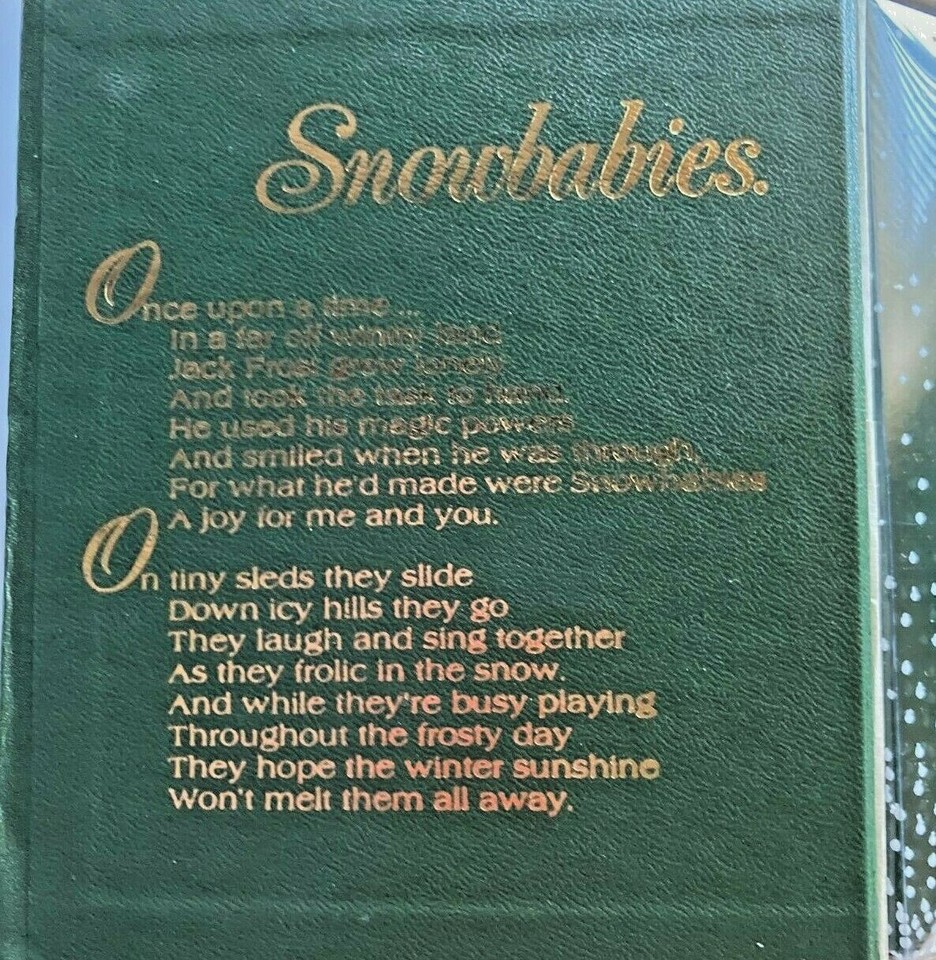 Snowbabies.
Once upon a time ...
In a far off winter land
Jack Frost grew lonely
And took the task to hand.
He used his magic powers
And smiled when he was through,
For what he'd made were Snowbabies
A joy for me and you.
On tiny sleds they slide
Down icy hills they go
They laugh and sing together
As they frolic in the snow.
And while they're busy playing
Throughout the frosty day
They hope the winter sunshine
Won't melt them all away.